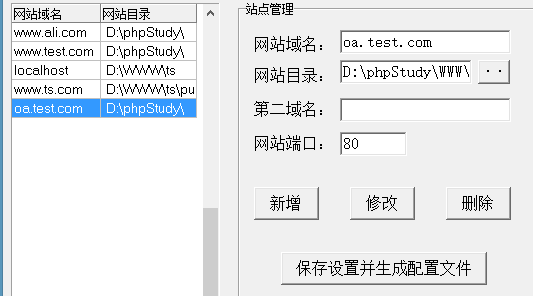 网站域名 网站目录
www.ali.com D:\phpStudy\
www.test.com D:\phpStudy\
localhost D:\WWW\ts
www.ts.com D:\WWW\ts\pu
oa.test.com D:\phpStudy\
站点管理
网站域名： oa.test.com
网站目录： D:\phpStudy\WWW\ ..
第二域名：
网站端口： 80
新增 修改 删除
保存设置并生成配置文件